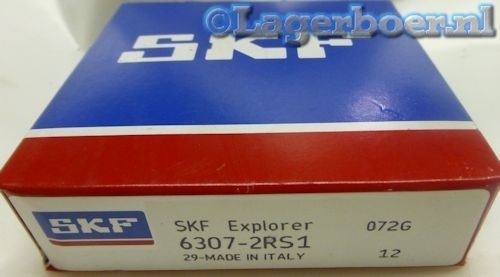 ©Lagerboer.nl
SKF
SKF SKF Explorer 072G
6307-2RS1 12
29-MADE IN ITALY